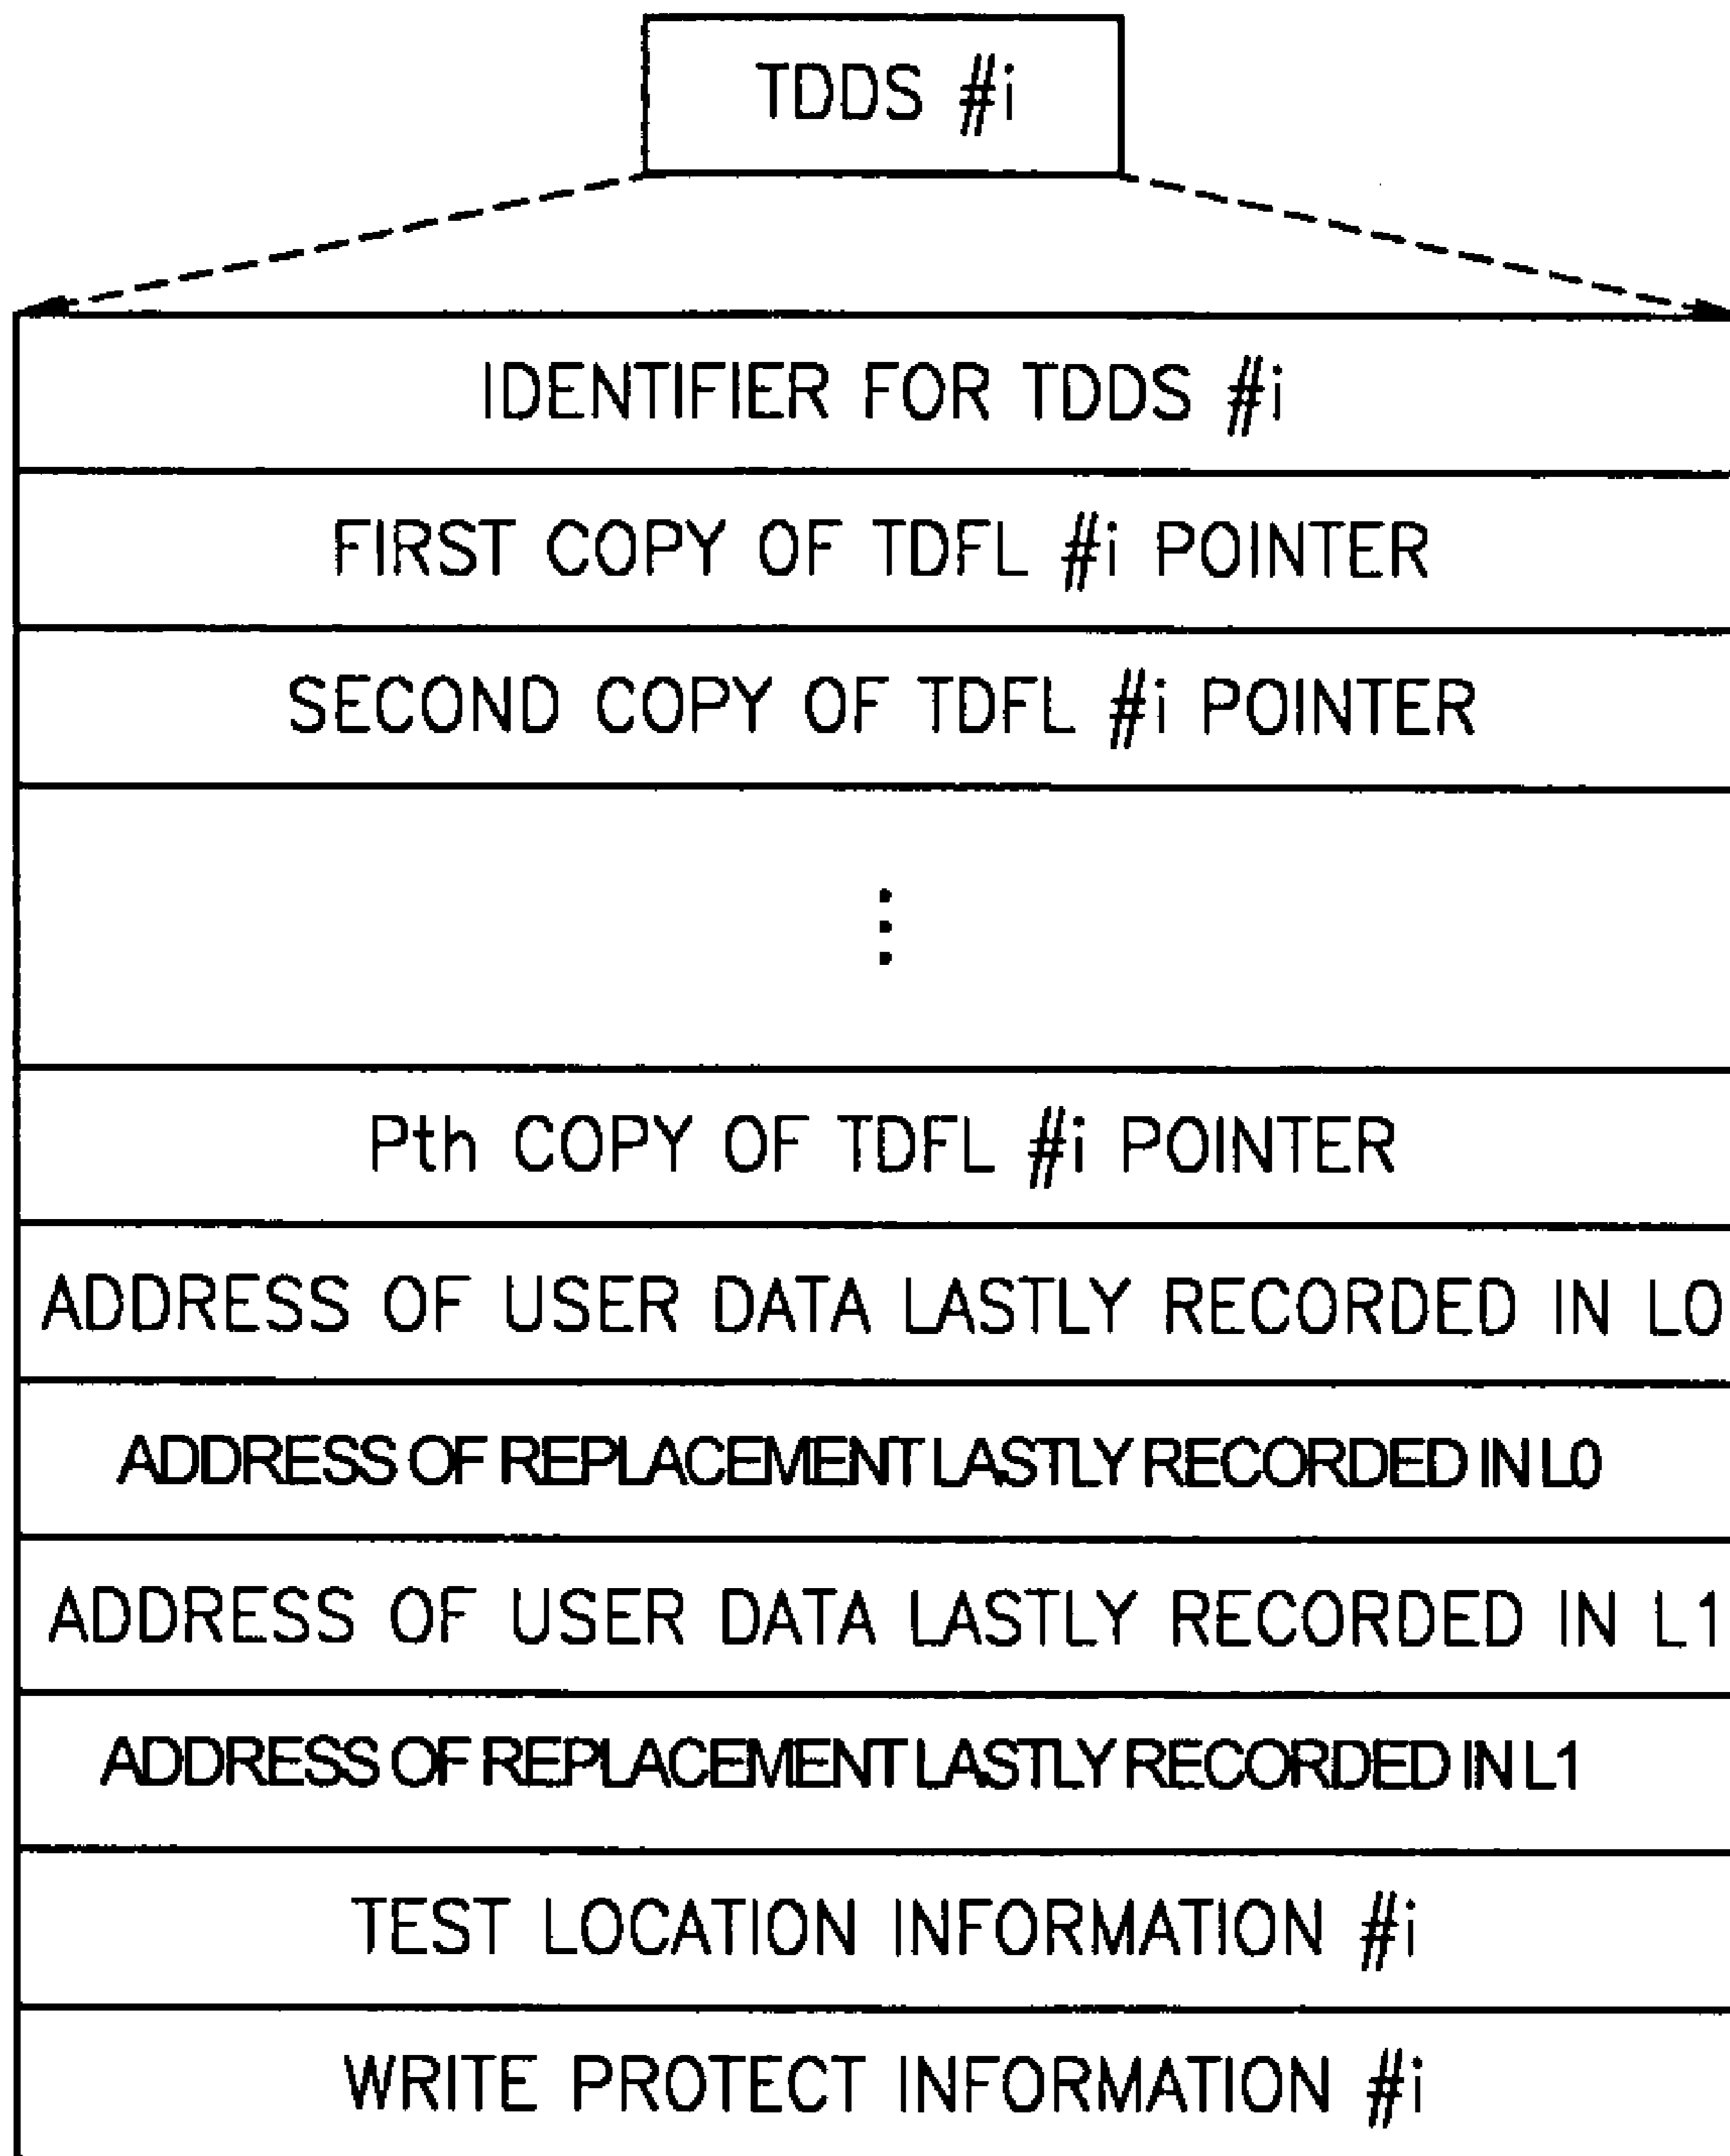 TDDS #i
IDENTIFIER FOR TDDS #i
FIRST COPY OF TDFL #i POINTER
SECOND COPY OF TDFL #i POINTER
⋮
Pth COPY OF TDFL #i POINTER
ADDRESS OF USER DATA LASTLY RECORDED IN L0
ADDRESS OF REPLACEMENT LASTLY RECORDED IN L0
ADDRESS OF USER DATA LASTLY RECORDED IN L1
ADDRESS OF REPLACEMENT LASTLY RECORDED IN L1
TEST LOCATION INFORMATION #i
WRITE PROTECT INFORMATION #i